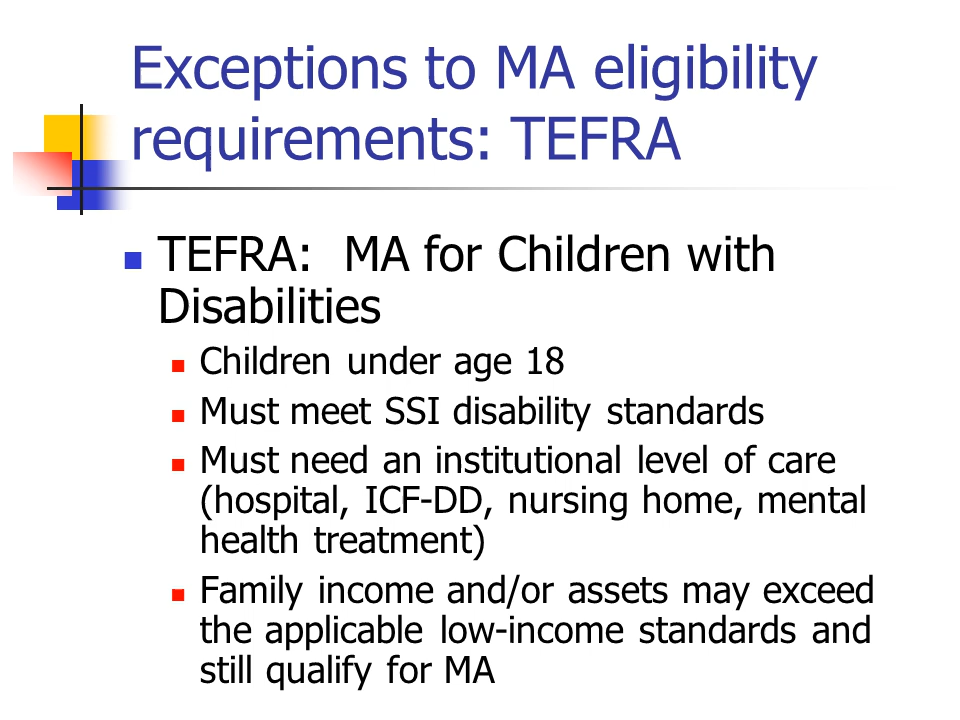 Exceptions to MA eligibility
requirements: TEFRA
TEFRA: MA for Children with
Disabilities
Children under age 18
Must meet SSI disability standards
Must need an institutional level of care
(hospital, ICF-DD, nursing home, mental
health treatment)
Family income and/or assets may exceed
the applicable low-income standards and
still qualify for MA